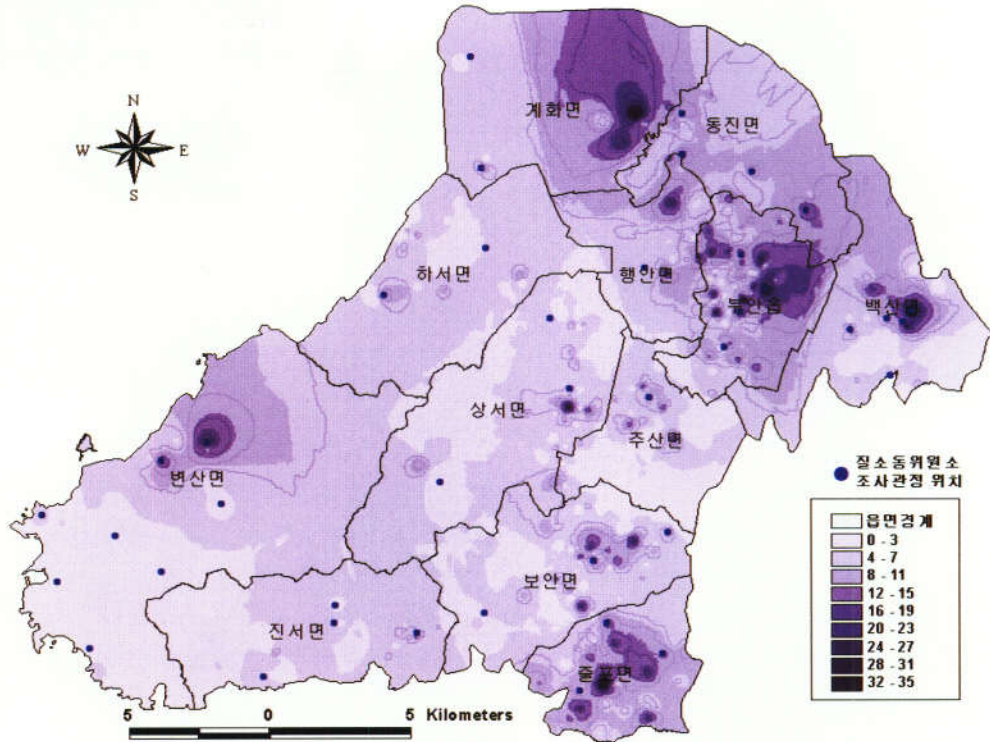 N
W E
S
계화면
동진면
하서면
행안면
부안읍
백산면
상서면
주산면
변산면
보안면
진서면
줄포면
질소동위원소
조사관정 위치
읍면경계
0 - 3
4 - 7
8 - 11
12 - 15
16 - 19
20 - 23
24 - 27
28 - 31
32 - 35
5 0 5 Kilometers